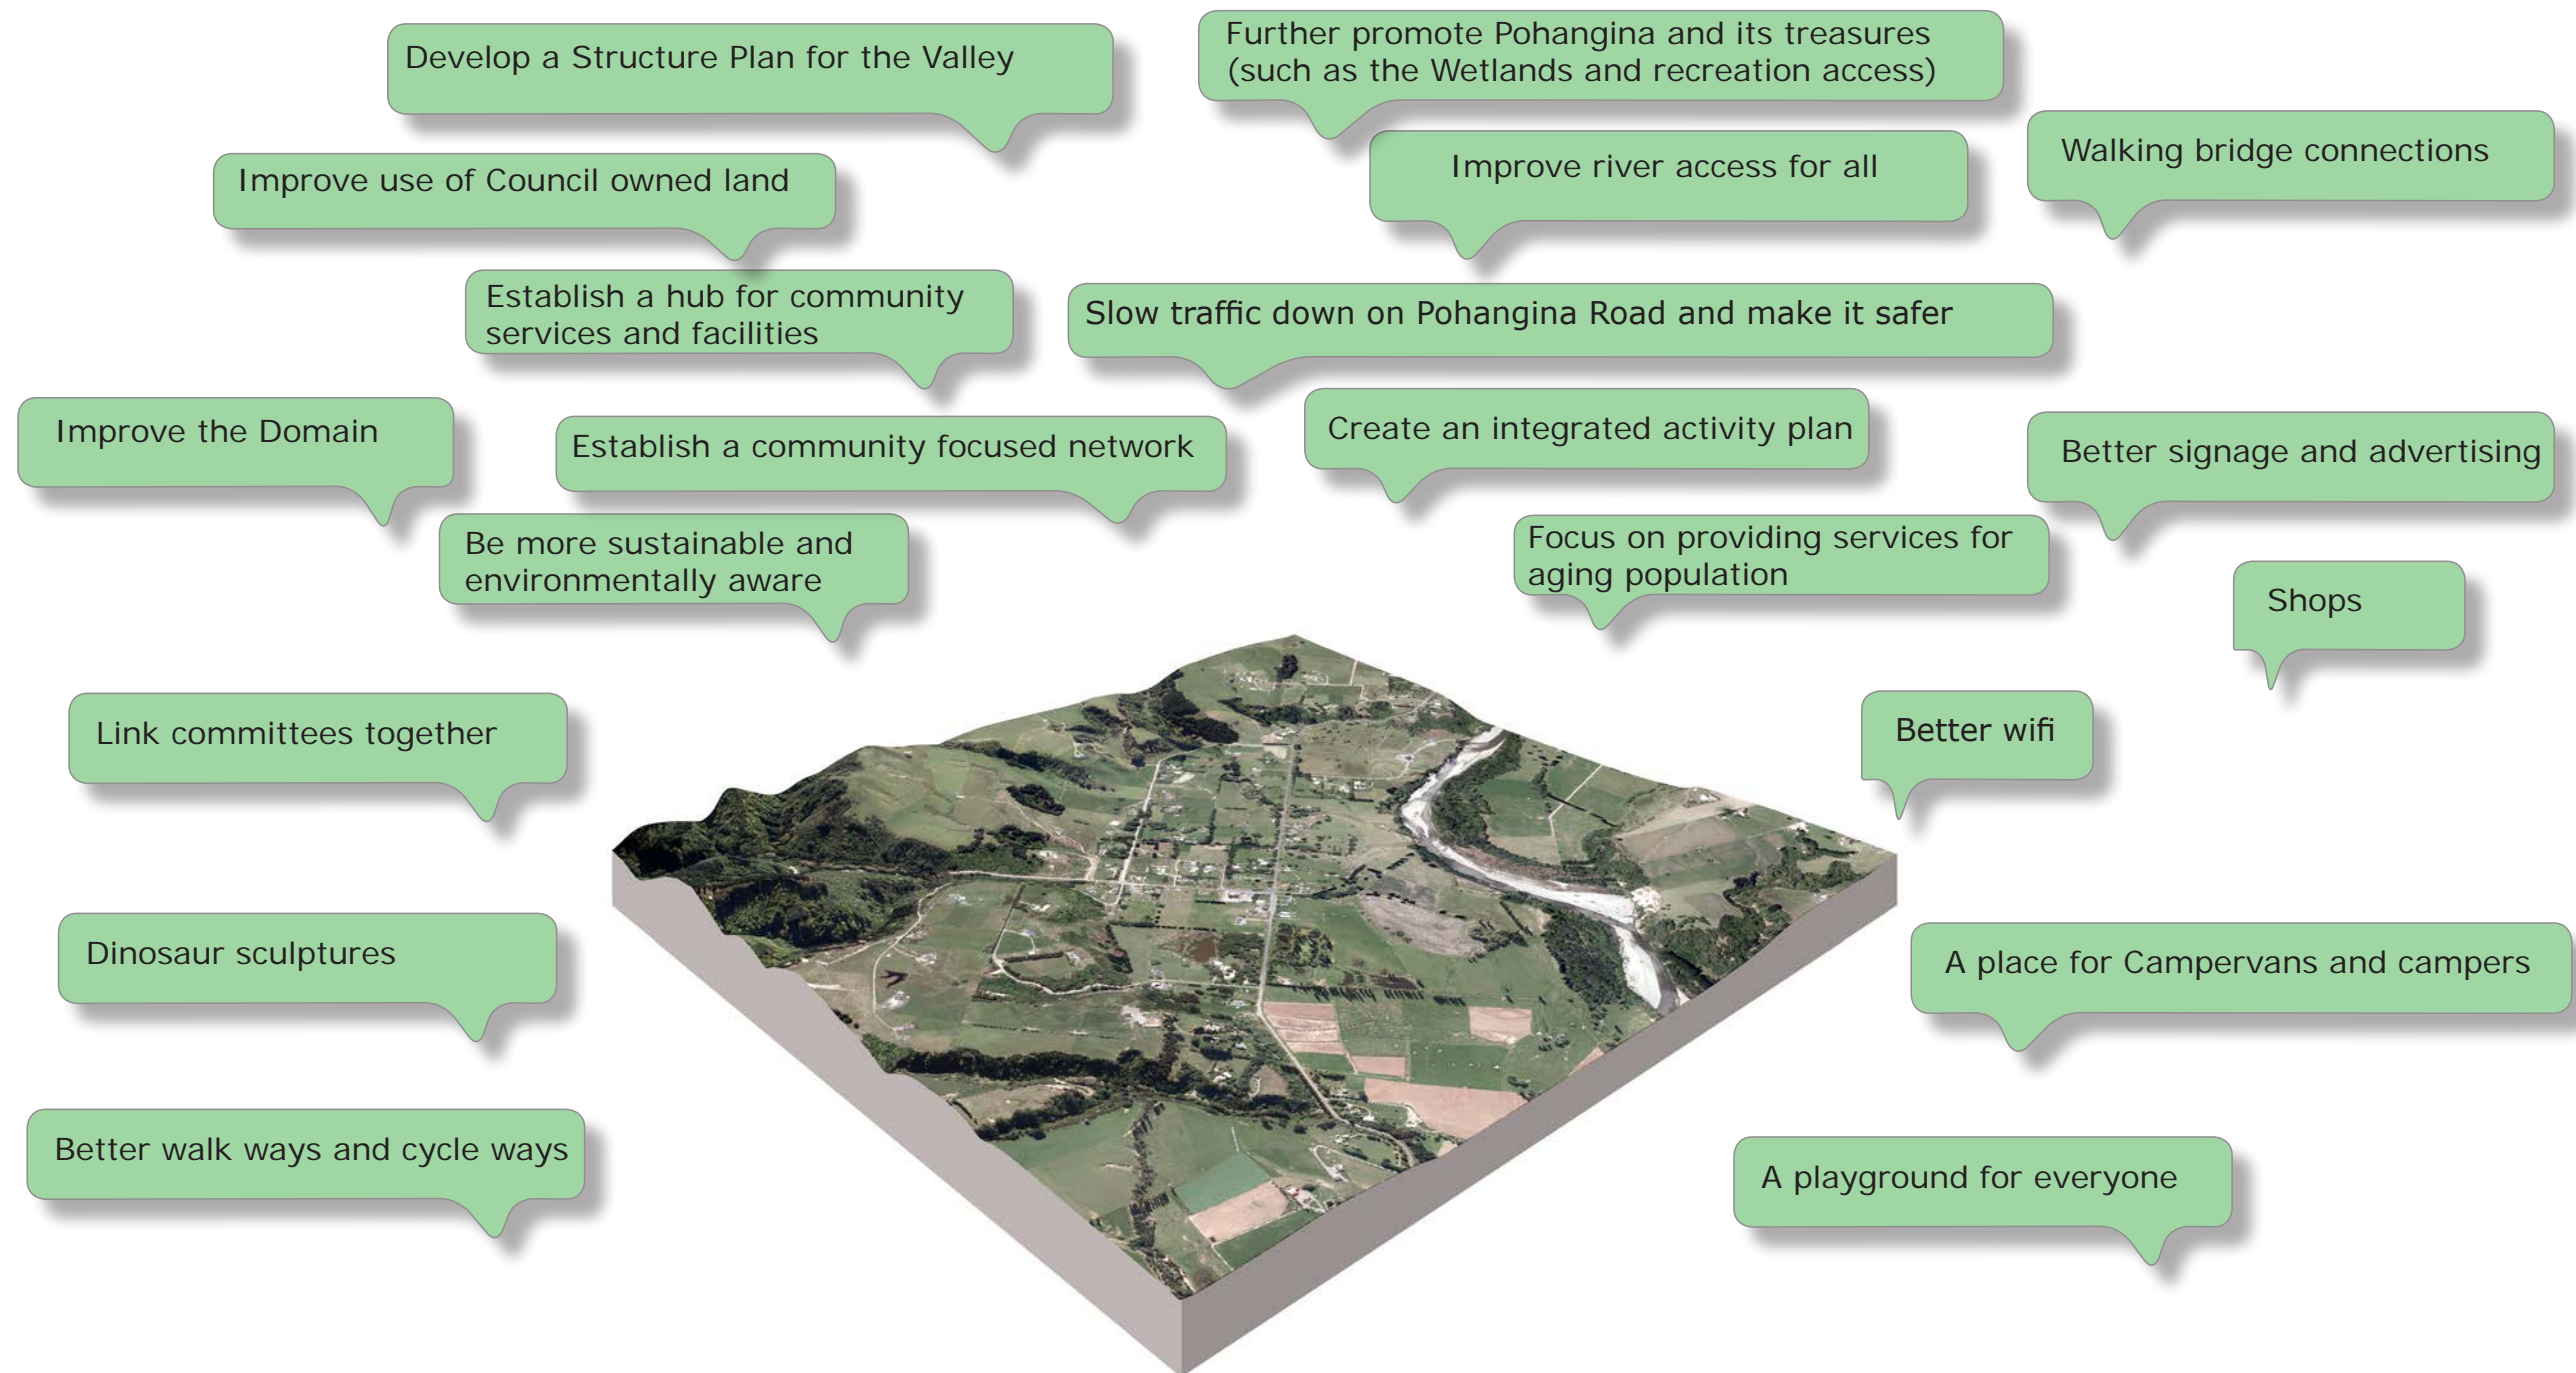 Develop a Structure Plan for the Valley
Further promote Pohangina and its treasures
(such as the Wetlands and recreation access)
Improve use of Council owned land
Improve river access for all
Walking bridge connections
Establish a hub for community
services and facilities
Slow traffic down on Pohangina Road and make it safer
Improve the Domain
Establish a community focused network
Create an integrated activity plan
Better signage and advertising
Be more sustainable and
environmentally aware
Focus on providing services for
aging population
Shops
Link committees together
Better wifi
Dinosaur sculptures
A place for Campervans and campers
Better walk ways and cycle ways
A playground for everyone